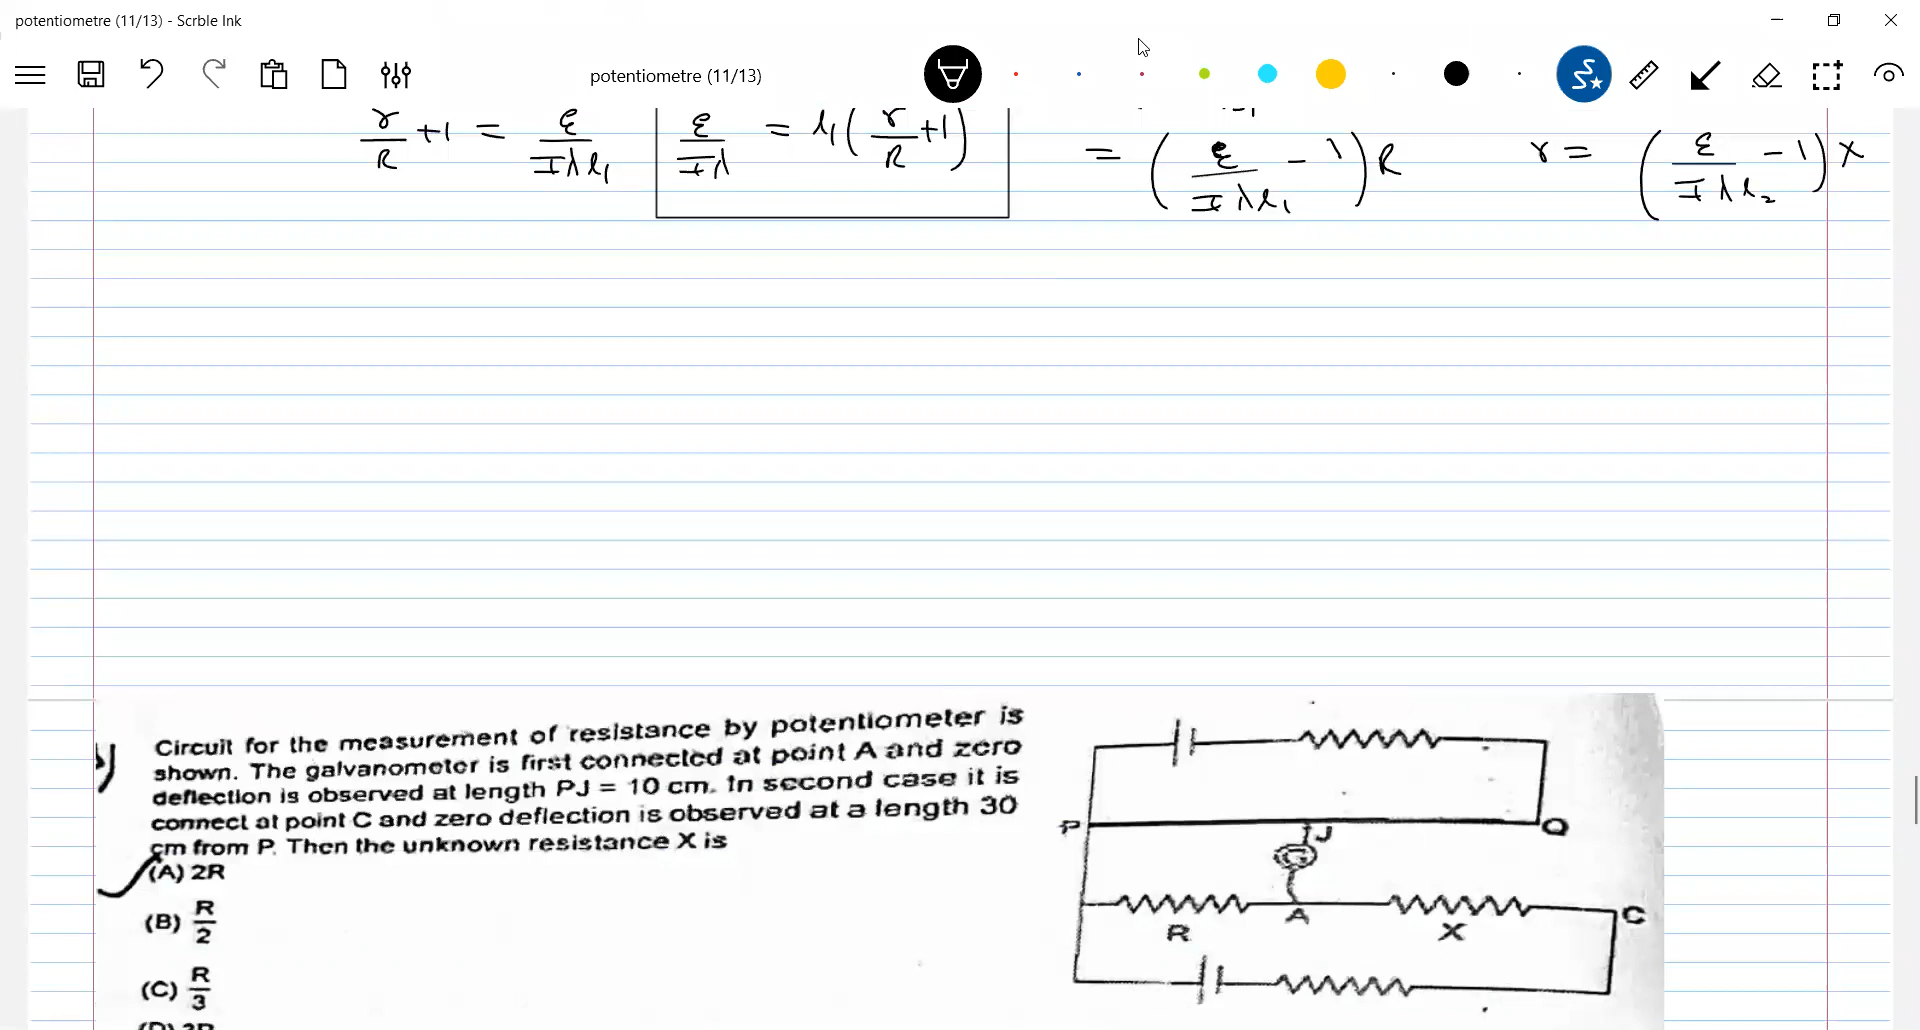 potentiometre (11/13) - Scrble Ink
potentiometre (11/13)
r/R + 1 = ε/Iλl₁
ε/Iλ = l₁(r/R + 1)
= (ε/Iλl₁ - 1)R
r = (ε/Iλl₂ - 1)X
Circuit for the measurement of resistance by potentiometer is
shown. The galvanometer is first connected at point A and zero
deflection is observed at length PJ = 10 cm. In second case it is
connect at point C and zero deflection is observed at a length 30
cm from P. Then the unknown resistance X is
(A) 2R
(B) R/2
(C) R/3
P
J
Q
R
A
X
C